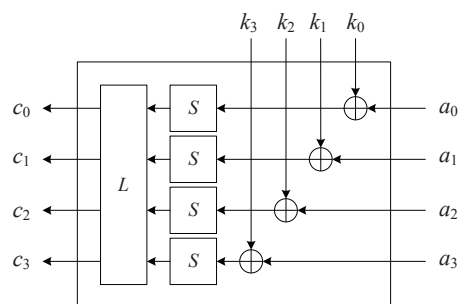 k₃ k₂ k₁ k₀
c₀ S a₀
c₁ S a₁
L
c₂ S a₂
c₃ S a₃